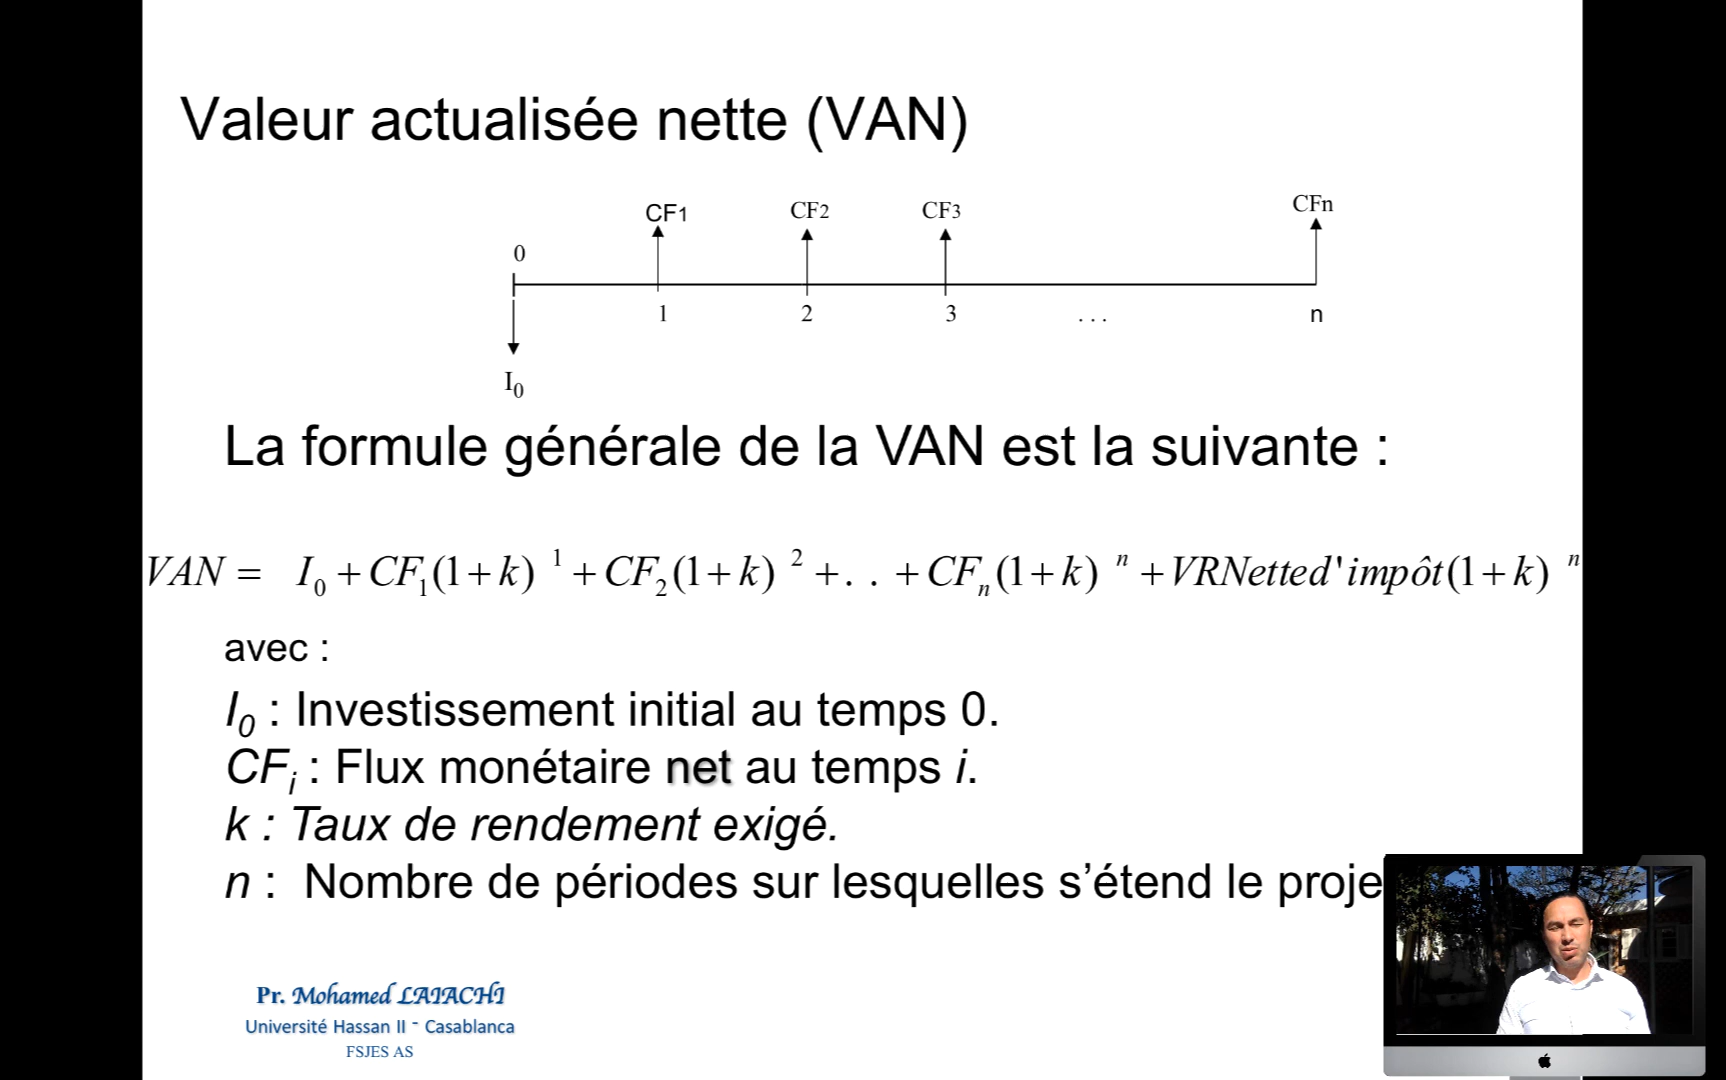 Valeur actualisée nette (VAN)
CF1 CF2 CF3 CFn
0
1 2 3 . . . n
I0
La formule générale de la VAN est la suivante :
VAN = I₀ + CF₁(1+k) ¹ + CF₂(1+k) ² +. . + CFₙ(1+k) ⁿ + VRNetted'impôt(1+k) ⁿ
avec :
I₀ : Investissement initial au temps 0.
CFᵢ : Flux monétaire net au temps i.
k : Taux de rendement exigé.
n : Nombre de périodes sur lesquelles s’étend le proje
Pr. Mohamed LAIACHI
Université Hassan II - Casablanca
FSJES AS